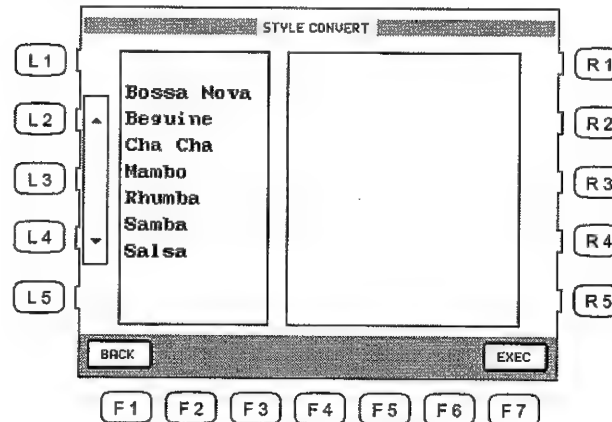 STYLE CONVERT
L1
R1
Bossa Nova
L2
Beguine
R2
Cha Cha
L3
Mambo
R3
Rhumba
L4
Samba
R4
Salsa
L5
R5
BACK
EXEC
F1 F2 F3 F4 F5 F6 F7